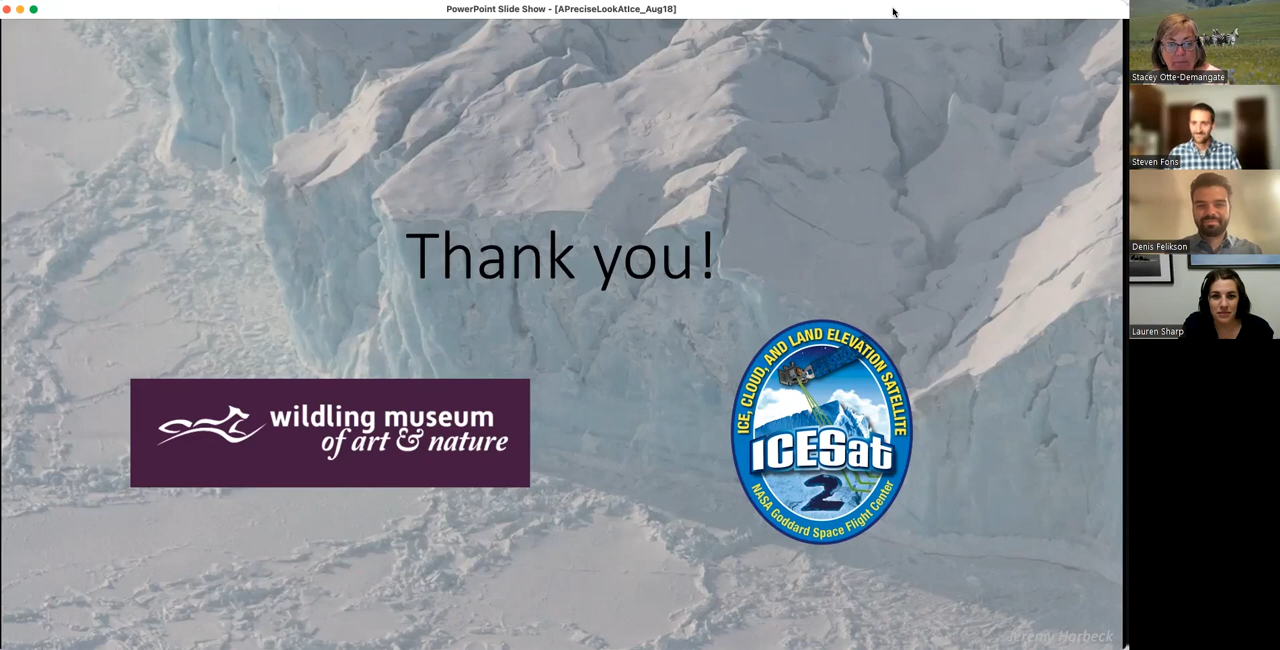 PowerPoint Slide Show - [APreciseLookAtIce_Aug18]
Thank you!
wildling museum
of art & nature
ICE, CLOUD, AND LAND ELEVATION SATELLITE
ICESat
2
NASA Goddard Space Flight Center
Jeremy Harbeck
Stacey Otte-Demangate
Steven Fons
Denis Felikson
Lauren Sharp